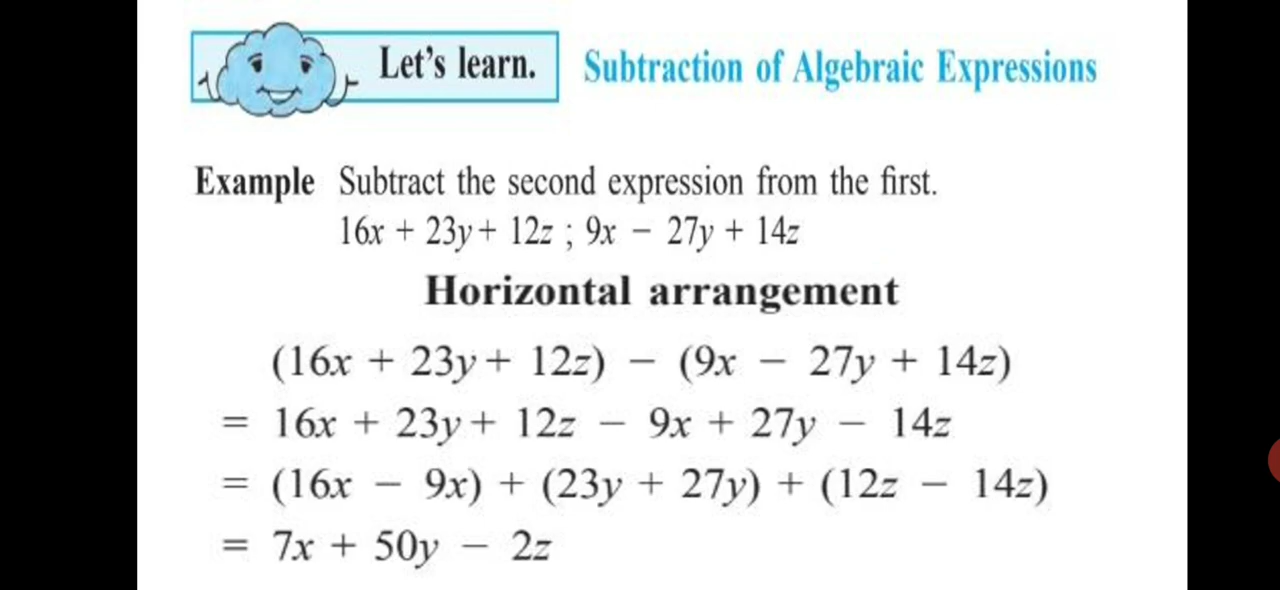 Let's learn. Subtraction of Algebraic Expressions
Example Subtract the second expression from the first.
16x + 23y + 12z ; 9x − 27y + 14z
Horizontal arrangement
(16x + 23y + 12z) − (9x − 27y + 14z)
= 16x + 23y + 12z − 9x + 27y − 14z
= (16x − 9x) + (23y + 27y) + (12z − 14z)
= 7x + 50y − 2z